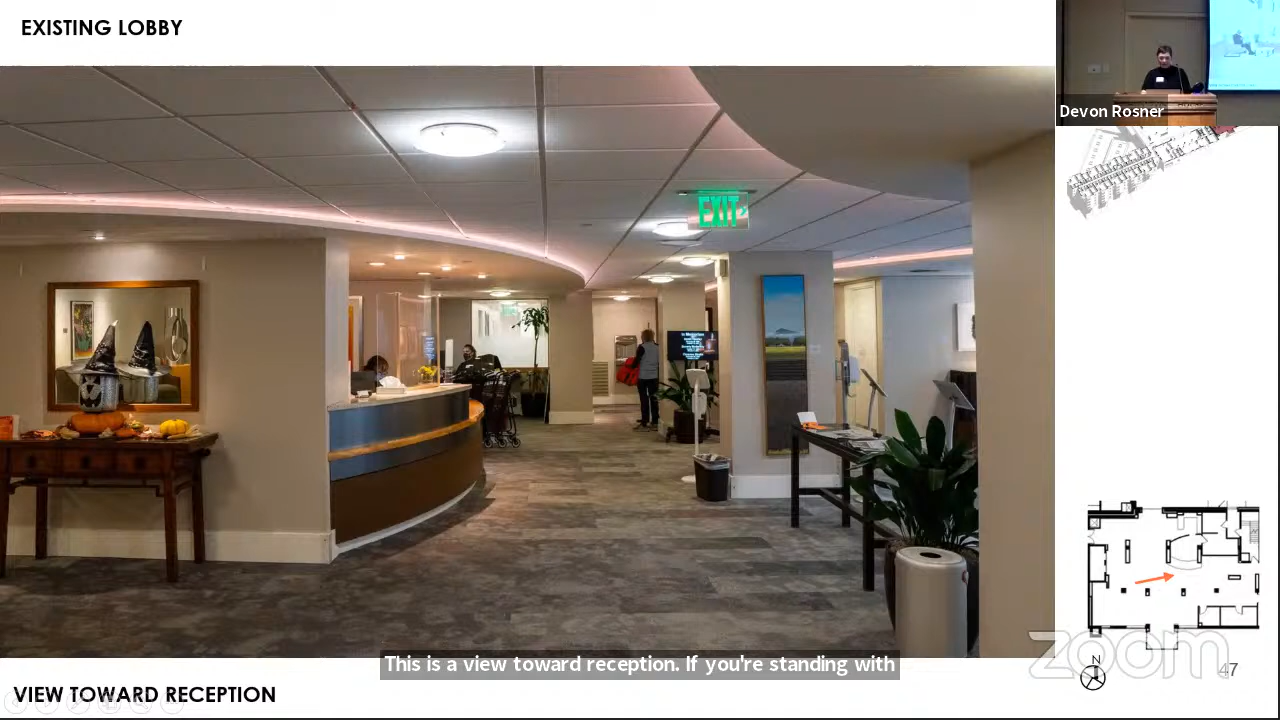 EXISTING LOBBY
Devon Rosner
EXIT
This is a view toward reception. If you're standing with
VIEW TOWARD RECEPTION
N
zoom
47